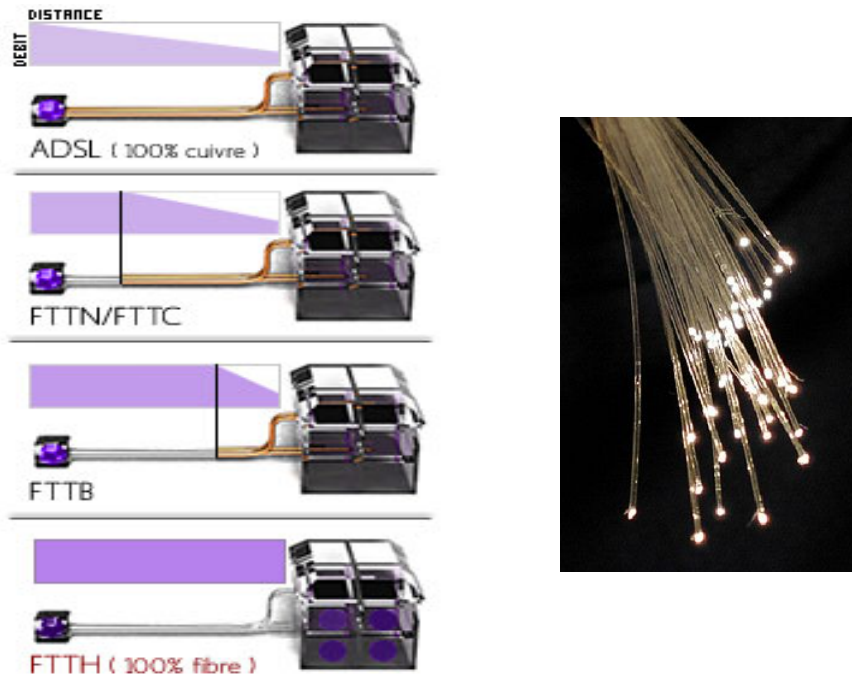 DISTANCE
DEBIT
ADSL ( 100% cuivre )
FTTN/FTTC
FTTB
FTTH ( 100% fibre )